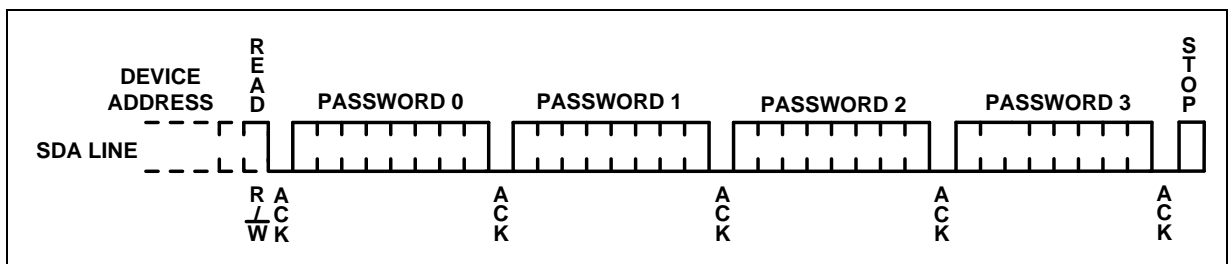 READ
STOP
DEVICE
ADDRESS
PASSWORD 0
PASSWORD 1
PASSWORD 2
PASSWORD 3
SDA LINE
R/W
ACK
ACK
ACK
ACK
ACK